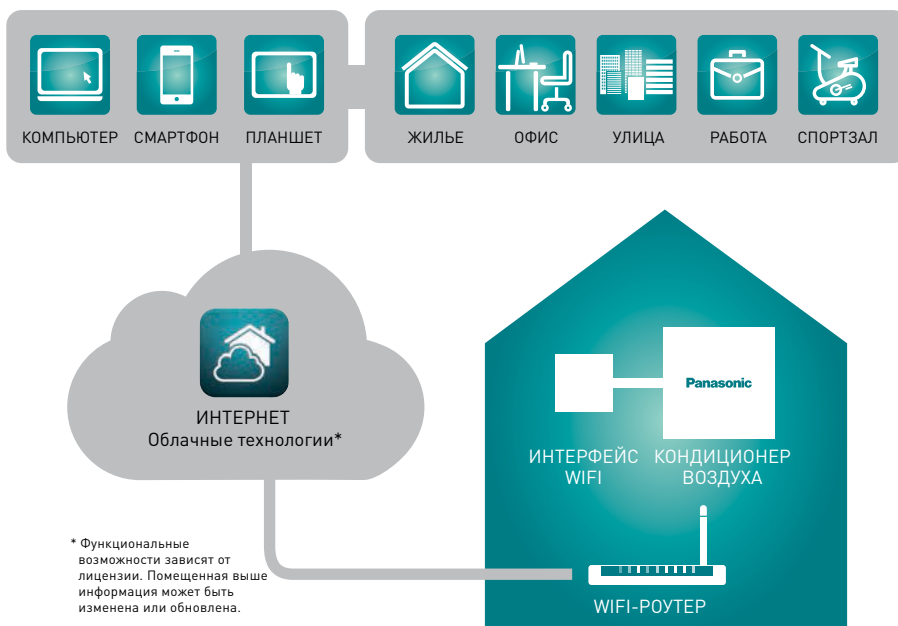 КОМПЬЮТЕР
СМАРТФОН
ПЛАНШЕТ
ЖИЛЬЕ
ОФИС
УЛИЦА
РАБОТА
СПОРТЗАЛ
ИНТЕРНЕТ
Облачные технологии*
Panasonic
ИНТЕРФЕЙС
WIFI
КОНДИЦИОНЕР
ВОЗДУХА
WIFI-РОУТЕР
* Функциональные
возможности зависят от
лицензии. Помещенная выше
информация может быть
изменена или обновлена.